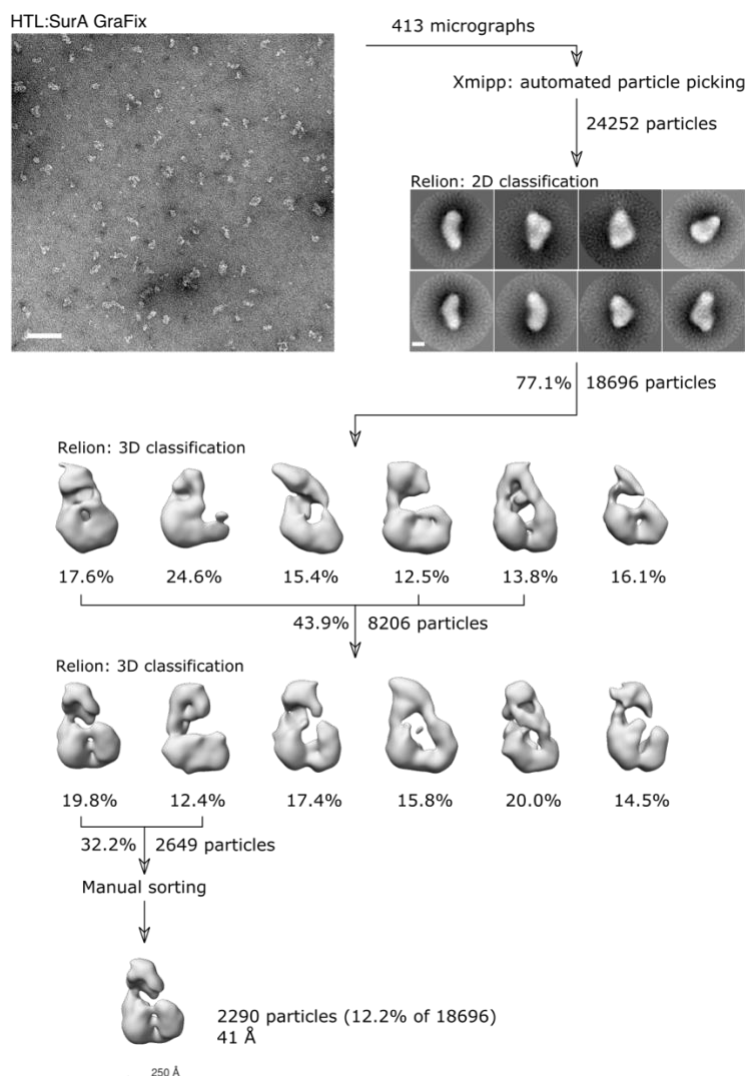 HTL:SurA GraFix
413 micrographs
Xmipp: automated particle picking
24252 particles
Relion: 2D classification
77.1% 18696 particles
Relion: 3D classification
17.6% 24.6% 15.4% 12.5% 13.8% 16.1%
43.9% 8206 particles
Relion: 3D classification
19.8% 12.4% 17.4% 15.8% 20.0% 14.5%
32.2% 2649 particles
Manual sorting
2290 particles (12.2% of 18696)
41 Å
250 Å